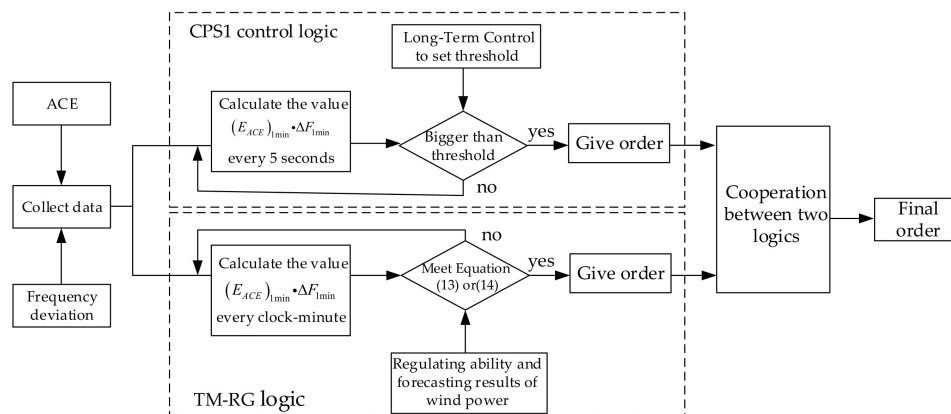 CPS1 control logic
Long-Term Control
to set threshold
ACE
Calculate the value
(E_ACE)_1min•ΔF_1min
every 5 seconds
Bigger than
threshold
yes
no
Give order
Collect data
Cooperation
between two
logics
Final
order
no
Calculate the value
(E_ACE)_1min•ΔF_1min
every clock-minute
Meet Equation
(13) or(14)
yes
Give order
Frequency
deviation
Regulating ability and
forecasting results of
wind power
TM-RG logic